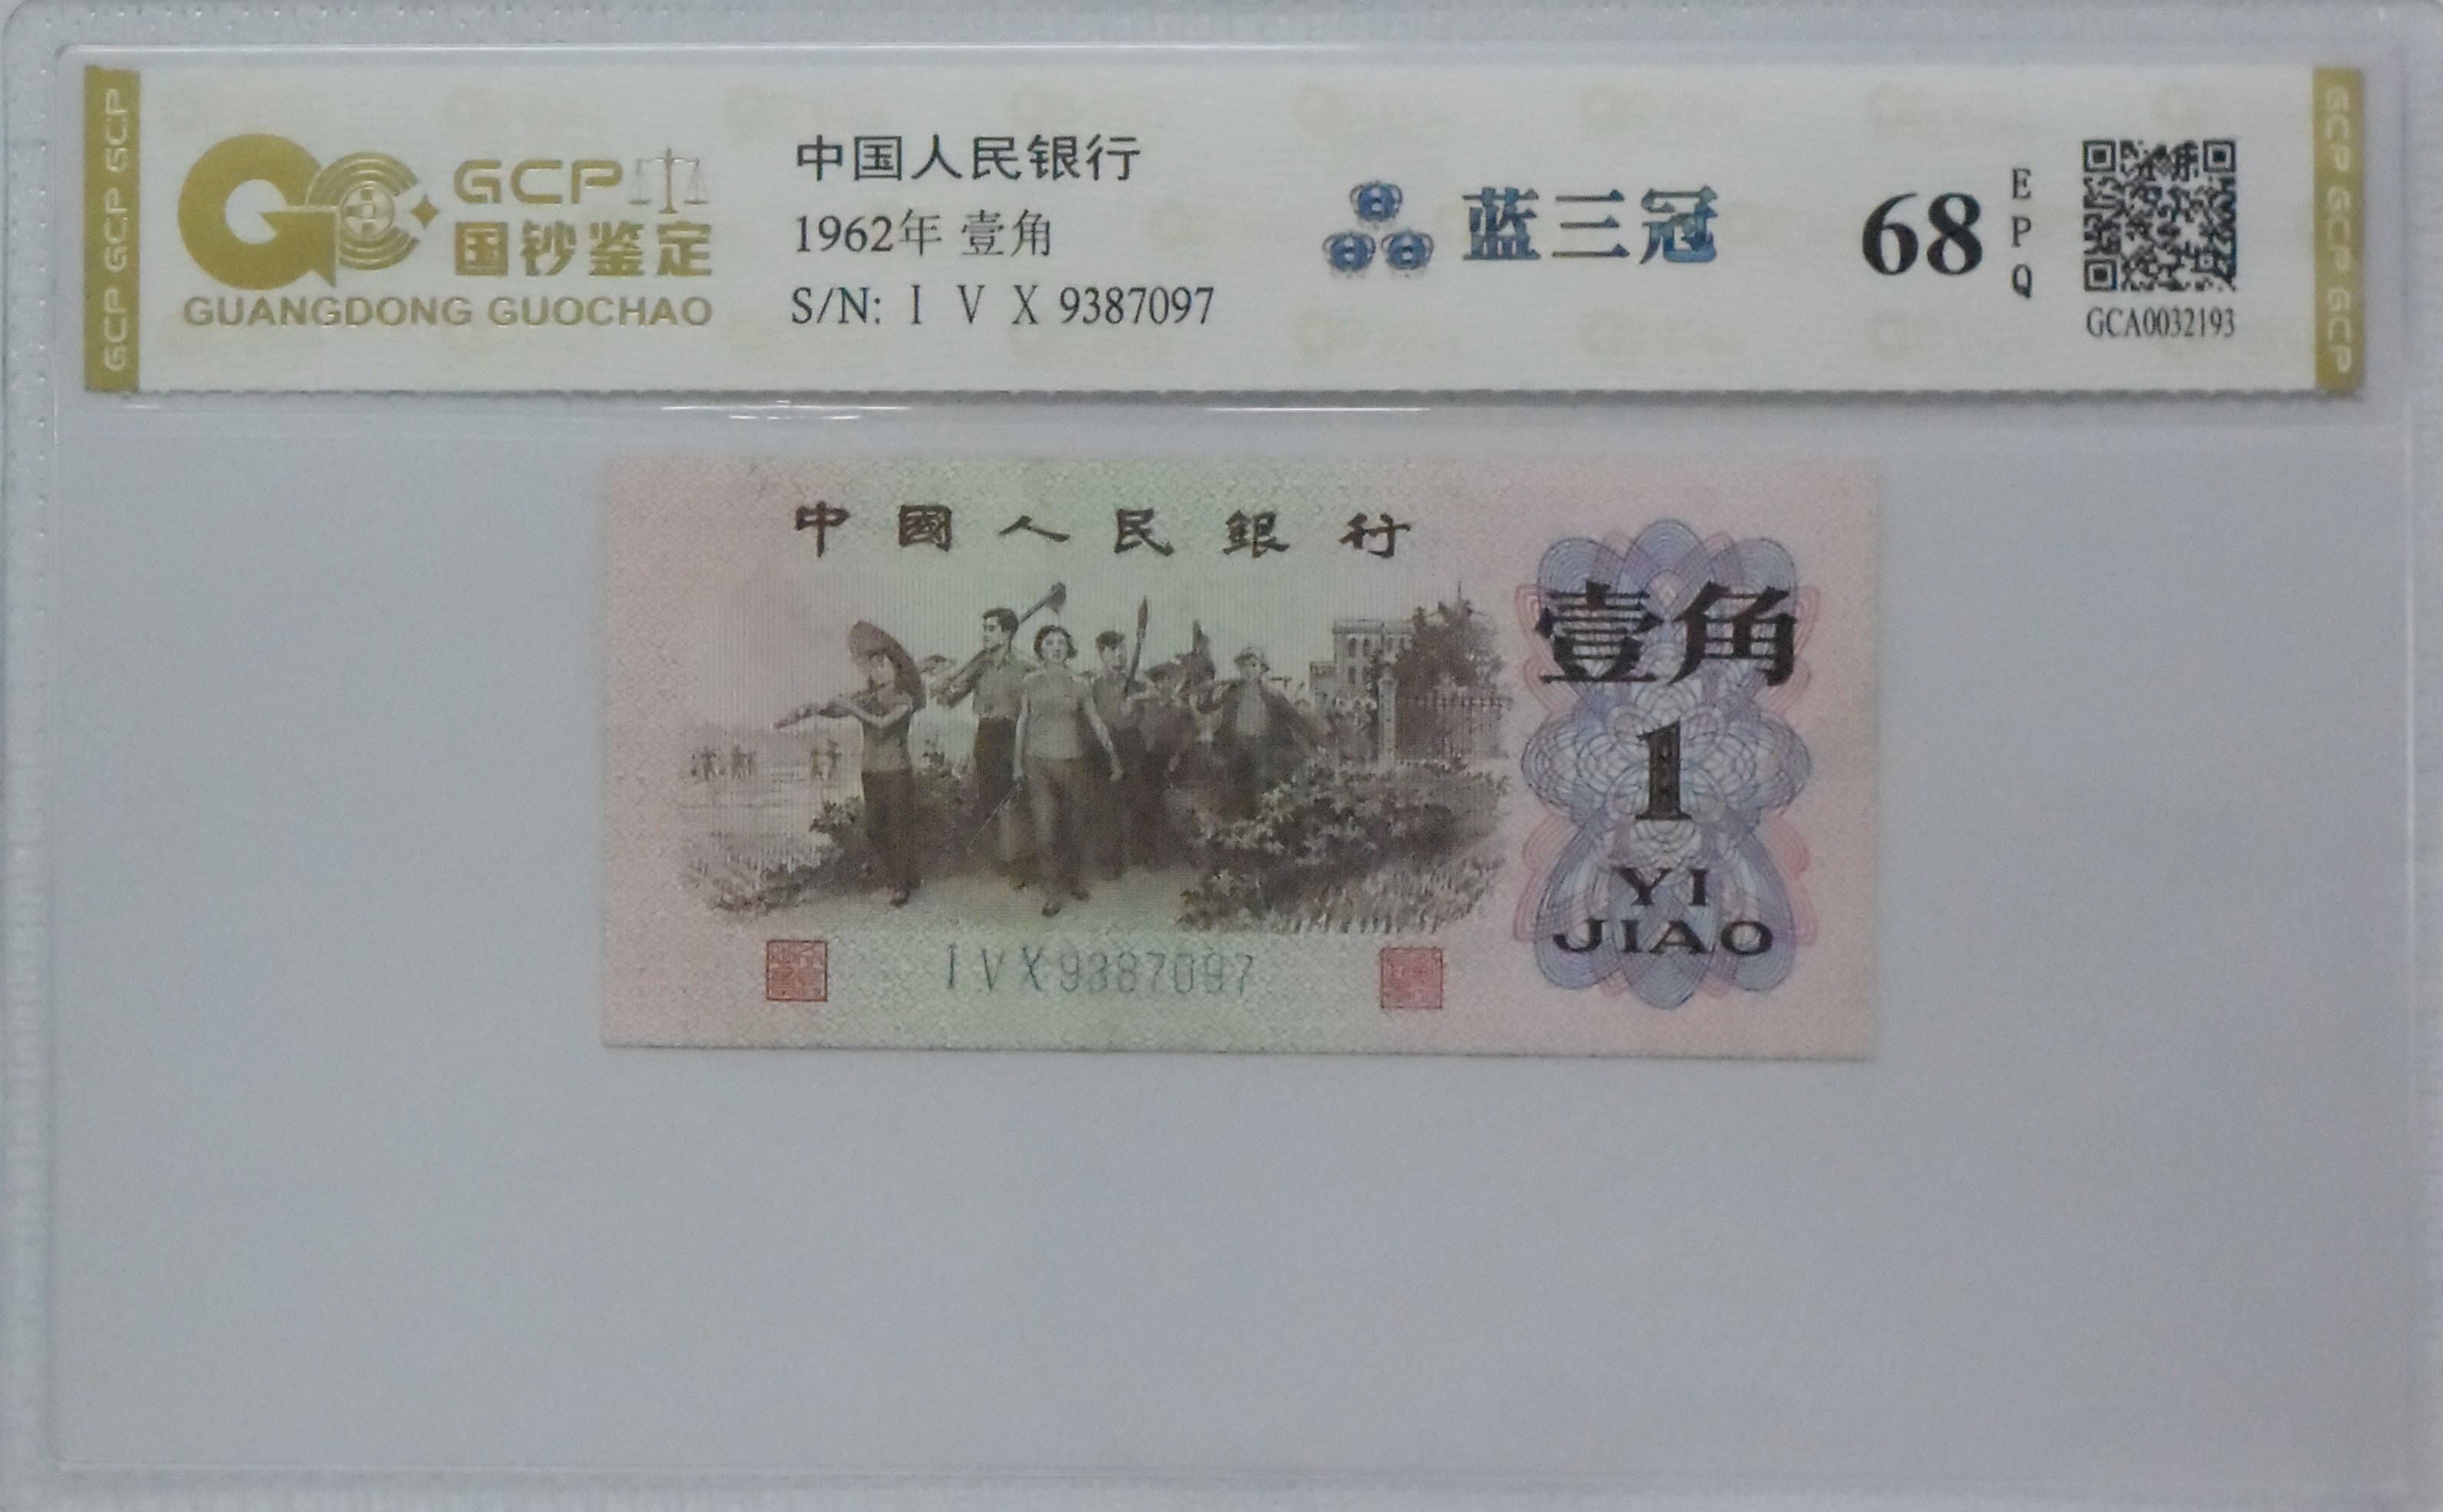 GCP GCP GCP
GCP
国钞鉴定
GUANGDONG GUOCHAO
中国人民银行
1962年 壹角
S/N: I V X 9387097
蓝三冠
68
EPQ
GCA0032193
GCP GCP GCP
中國人民銀行
壹角
1
YI
JIAO
I V X 9387097